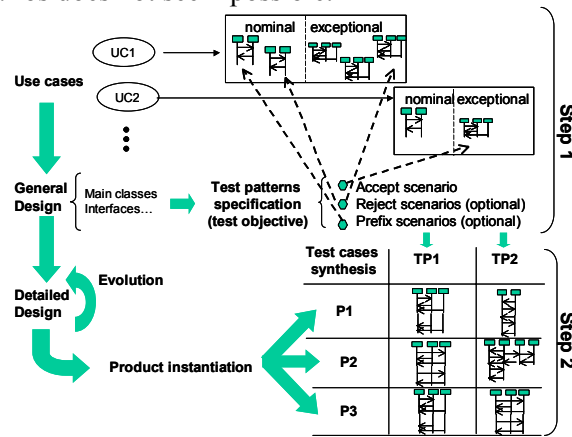 nominal exceptional
UC1
Use cases
UC2
nominal exceptional
Step 1
General
Design
Main classes
Interfaces...
Test patterns
specification
(test objective)
Accept scenario
Reject scenarios (optional)
Prefix scenarios (optional)
Test cases
synthesis
TP1
TP2
Evolution
Detailed
Design
P1
Step 2
Product instantiation
P2
P3